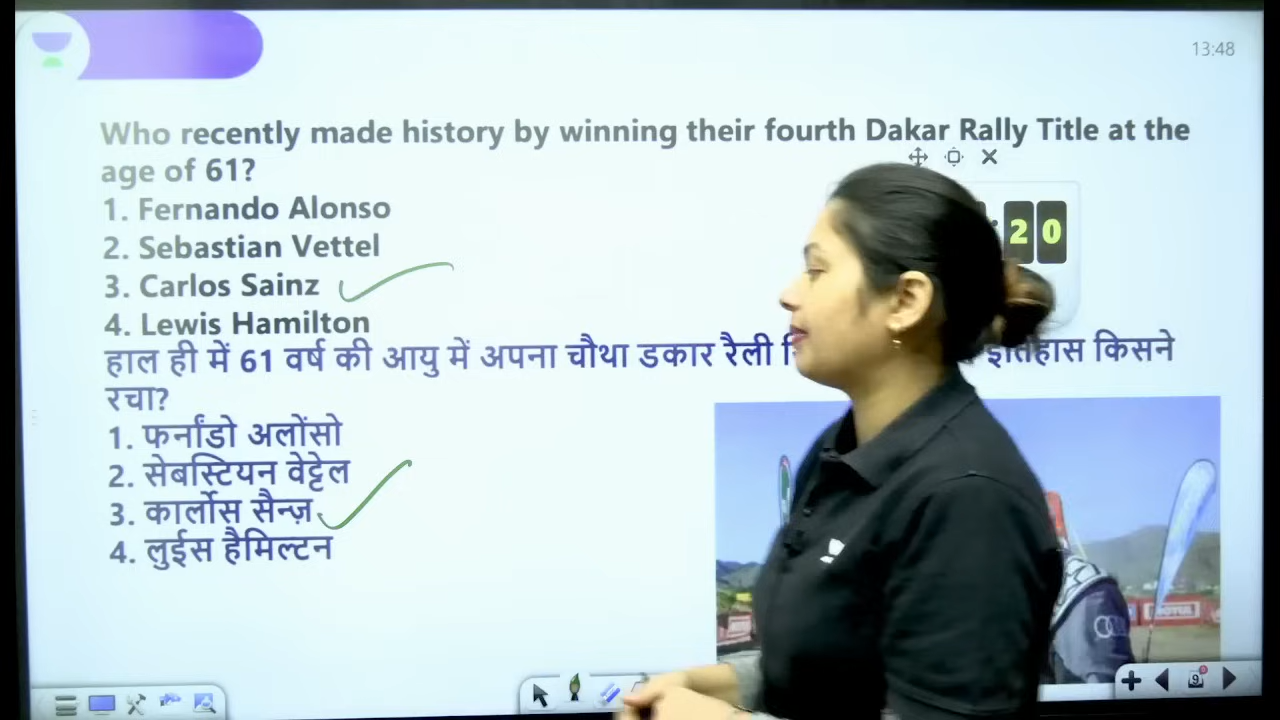 13:48
Who recently made history by winning their fourth Dakar Rally Title at the
age of 61?
1. Fernando Alonso
2. Sebastian Vettel
3. Carlos Sainz
4. Lewis Hamilton
20
हाल ही में 61 वर्ष की आयु में अपना चौथा डकार रैली इतिहास किसने
रचा?
1. फर्नांडो अलोंसो
2. सेबस्टियन वेट्टेल
3. कार्लोस सैन्ज़
4. लुईस हैमिल्टन
MOTUL
9